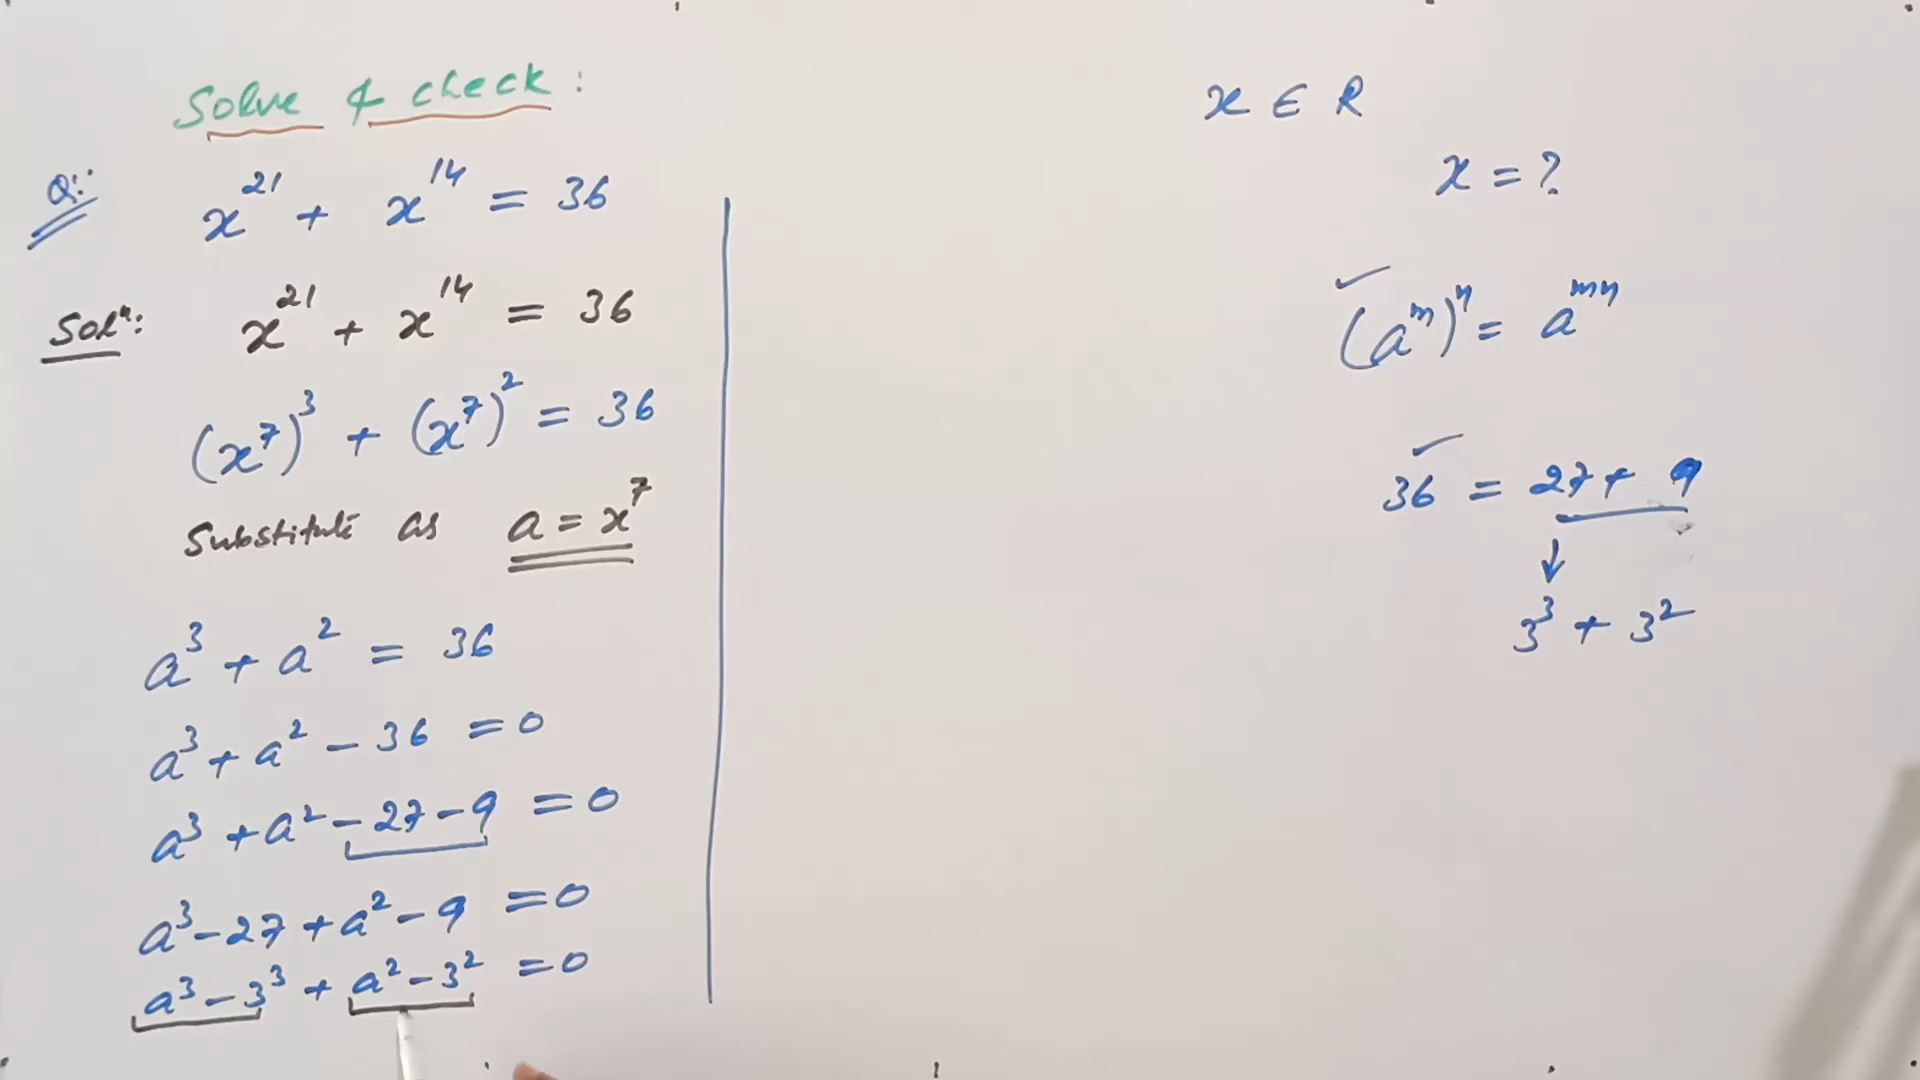 Solve & check :
Q:- x^21 + x^14 = 36
Solⁿ: x^21 + x^14 = 36
(x^7)^3 + (x^7)^2 = 36
Substitute as a = x^7
a^3 + a^2 = 36
a^3 + a^2 - 36 = 0
a^3 + a^2 - 27 - 9 = 0
a^3 - 27 + a^2 - 9 = 0
a^3 - 3^3 + a^2 - 3^2 = 0
x ∈ R
x = ?
(a^m)^n = a^mn
36 = 27 + 9
↓
3^3 + 3^2